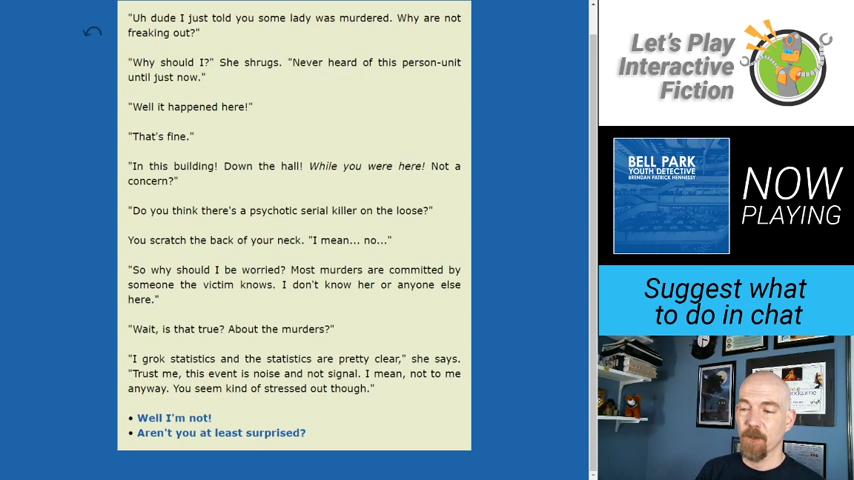 "Uh dude I just told you some lady was murdered. Why are not
freaking out?"
"Why should I?" She shrugs. "Never heard of this person-unit
until just now."
"Well it happened here!"
"That's fine."
"In this building! Down the hall! While you were here! Not a
concern?"
"Do you think there's a psychotic serial killer on the loose?"
You scratch the back of your neck. "I mean... no..."
"So why should I be worried? Most murders are committed by
someone the victim knows. I don't know her or anyone else
here."
"Wait, is that true? About the murders?"
"I grok statistics and the statistics are pretty clear," she says.
"Trust me, this event is noise and not signal. I mean, not to me
anyway. You seem kind of stressed out though."
• Well I'm not!
• Aren't you at least surprised?
Let's Play
Interactive
Fiction
BELL PARK
YOUTH DETECTIVE
BRENDAN PATRICK HENNESSY
NOW
PLAYING
Suggest what
to do in chat